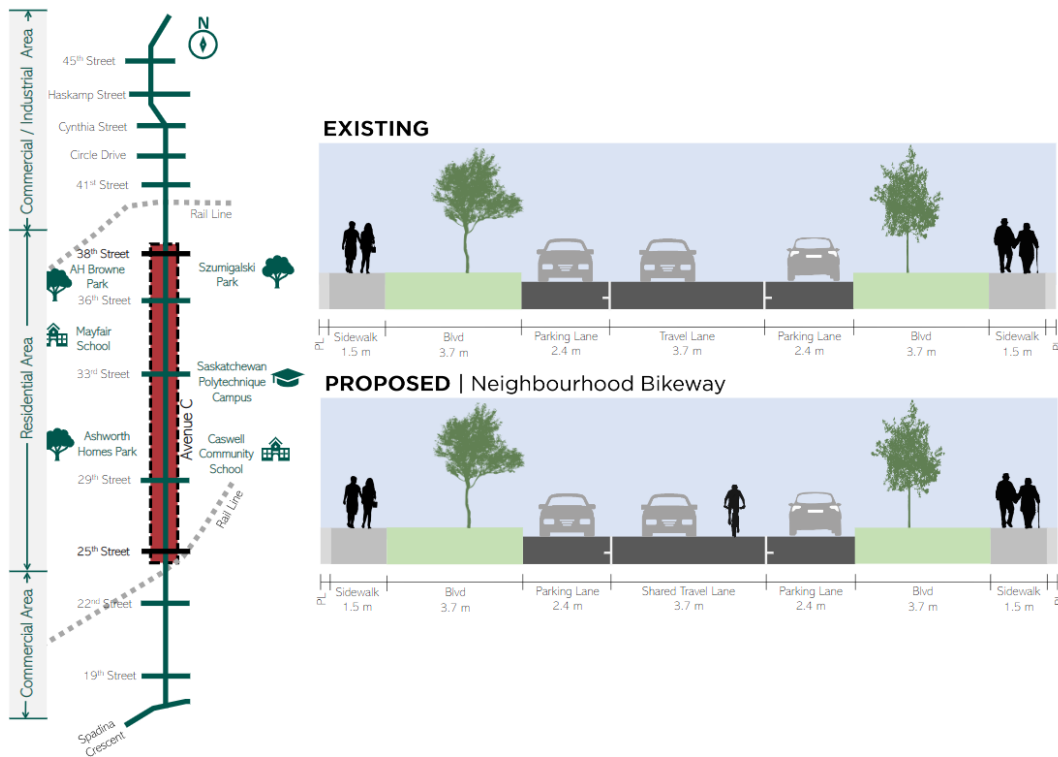 Commercial / Industrial Area
Residential Area
Commercial Area
N
45th Street
Haskamp Street
Cynthia Street
Circle Drive
41st Street
Rail Line
38th Street
AH Browne
Park
Szumigalski
Park
36th Street
Mayfair
School
33rd Street
Saskatchewan
Polytechnique
Campus
Avenue C
Ashworth
Homes Park
Caswell
Community
School
29th Street
Rail Line
25th Street
22nd Street
19th Street
Spadina
Crescent
EXISTING
PL Sidewalk Blvd Parking Lane Travel Lane Parking Lane Blvd Sidewalk
1.5 m 3.7 m 2.4 m 3.7 m 2.4 m 3.7 m 1.5 m
PROPOSED | Neighbourhood Bikeway
PL Sidewalk Blvd Parking Lane Shared Travel Lane Parking Lane Blvd Sidewalk
1.5 m 3.7 m 2.4 m 3.7 m 2.4 m 3.7 m 1.5 m